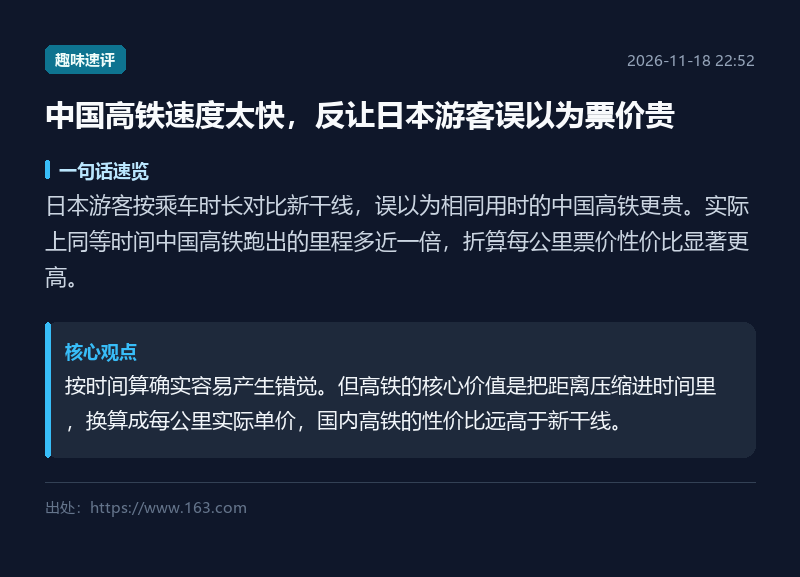 趣味速评
2026-11-18 22:52
中国高铁速度太快，反让日本游客误以为票价贵
一句话速览
日本游客按乘车时长对比新干线，误以为相同用时的中国高铁更贵。实际
上同等时间中国高铁跑出的里程多近一倍，折算每公里票价性价比显著更
高。
核心观点
按时间算确实容易产生错觉。但高铁的核心价值是把距离压缩进时间里
，换算成每公里实际单价，国内高铁的性价比远高于新干线。
出处：https://www.163.com